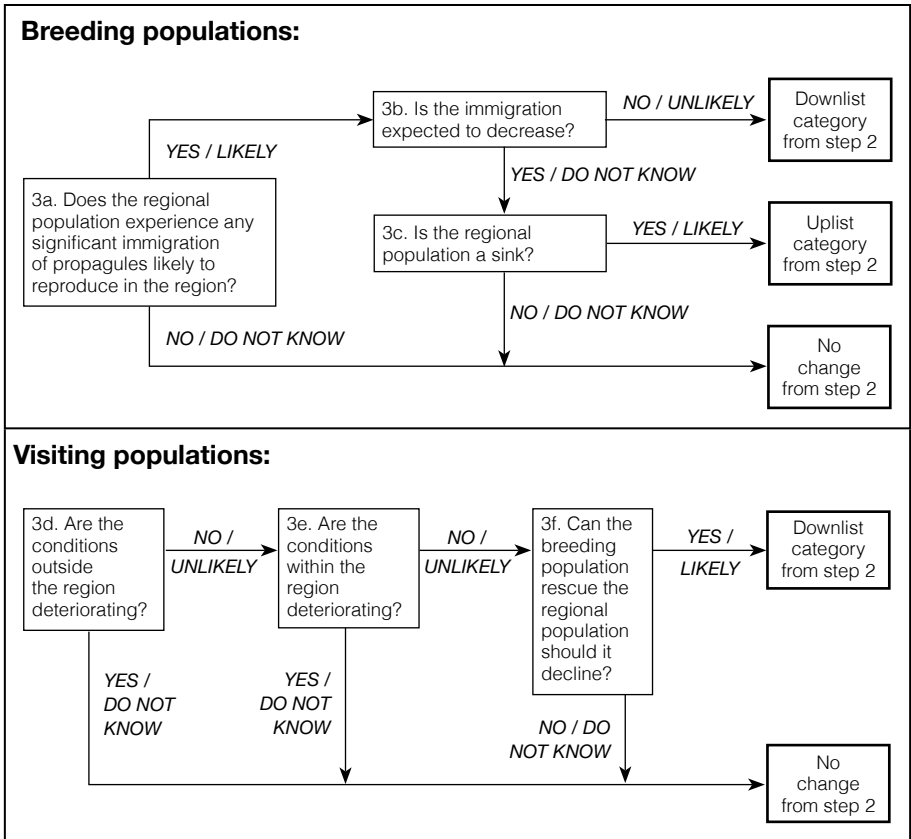 Breeding populations:
3b. Is the immigration
expected to decrease?
NO / UNLIKELY
Downlist
category
from step 2
YES / LIKELY
YES / DO NOT KNOW
3a. Does the regional
population experience any
significant immigration
of propagules likely to
reproduce in the region?
3c. Is the regional
population a sink?
YES / LIKELY
Uplist
category
from step 2
NO / DO NOT KNOW
NO / DO NOT KNOW
No
change
from step 2
Visiting populations:
3d. Are the
conditions
outside
the region
deteriorating?
NO /
UNLIKELY
3e. Are the
conditions
within the
region
deteriorating?
NO /
UNLIKELY
3f. Can the
breeding
population
rescue the
regional
population
should it
decline?
YES /
LIKELY
Downlist
category
from step 2
YES /
DO NOT
KNOW
YES /
DO NOT
KNOW
NO / DO
NOT KNOW
No
change
from step 2